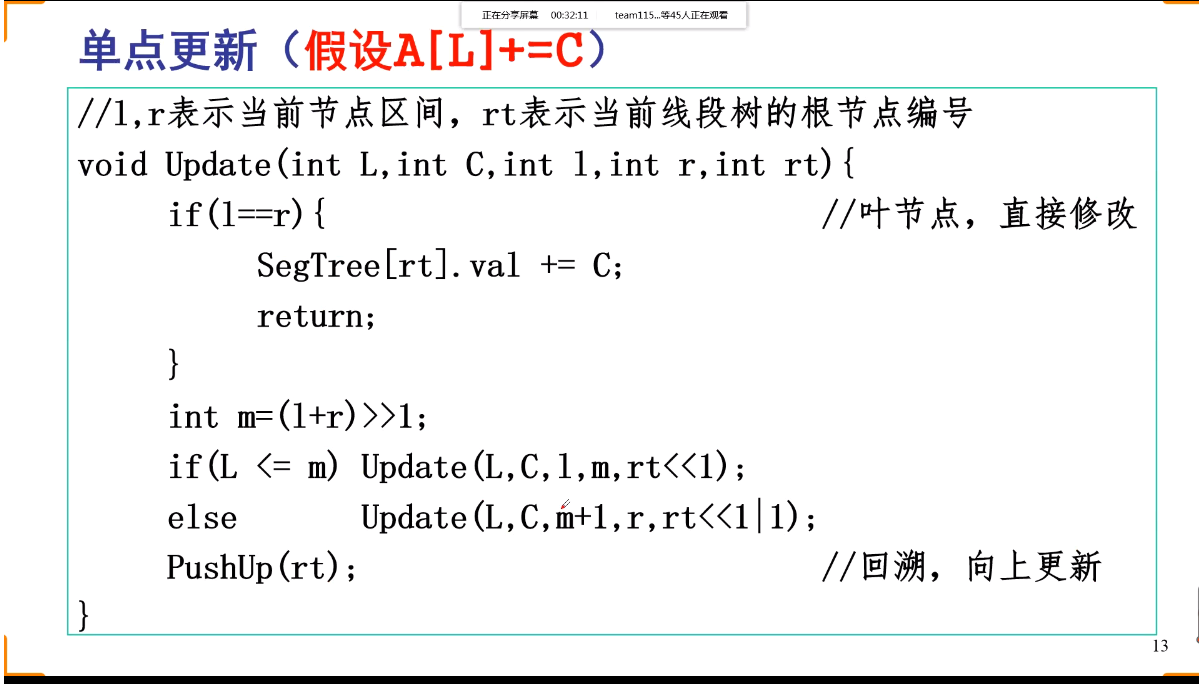 正在分享屏幕 00:32:11 team115...等45人正在观看
单点更新（假设A[L]+=C）
//l,r表示当前节点区间，rt表示当前线段树的根节点编号
void Update(int L,int C,int l,int r,int rt){
if(l==r){ //叶节点，直接修改
SegTree[rt].val += C;
return;
}
int m=(l+r)>>1;
if(L <= m) Update(L,C,l,m,rt<<1);
else Update(L,C,m+1,r,rt<<1|1);
PushUp(rt); //回溯，向上更新
}
13